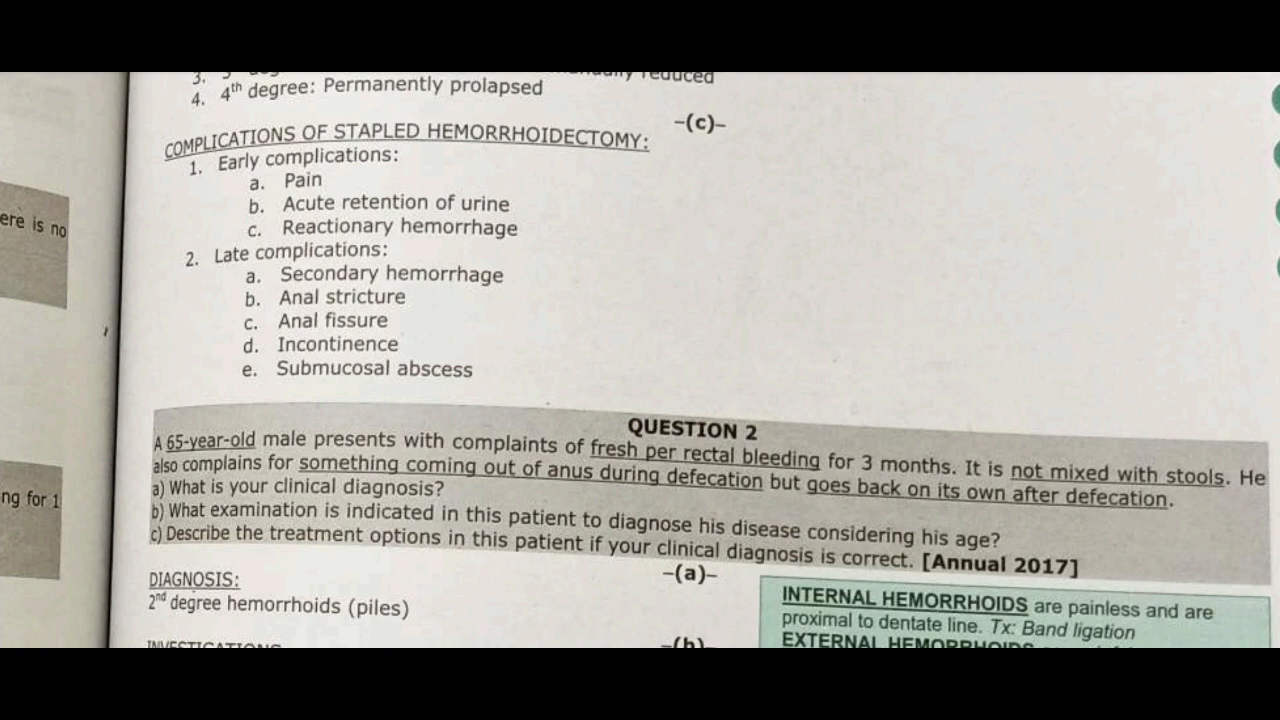 3.
reduced
4. 4th degree: Permanently prolapsed
–(c)–
COMPLICATIONS OF STAPLED HEMORRHOIDECTOMY:
1. Early complications:
a. Pain
b. Acute retention of urine
c. Reactionary hemorrhage
2. Late complications:
a. Secondary hemorrhage
b. Anal stricture
c. Anal fissure
d. Incontinence
e. Submucosal abscess
ere is no
ng for 1
QUESTION 2
A 65-year-old male presents with complaints of fresh per rectal bleeding for 3 months. It is not mixed with stools. He
also complains for something coming out of anus during defecation but goes back on its own after defecation.
a) What is your clinical diagnosis?
b) What examination is indicated in this patient to diagnose his disease considering his age?
c) Describe the treatment options in this patient if your clinical diagnosis is correct. [Annual 2017]
–(a)–
DIAGNOSIS:
2nd degree hemorrhoids (piles)
INTERNAL HEMORRHOIDS are painless and are
proximal to dentate line. Tx: Band ligation
EXTERNAL HEMORRHOIDS
–(b)–
INVESTIGATIONS